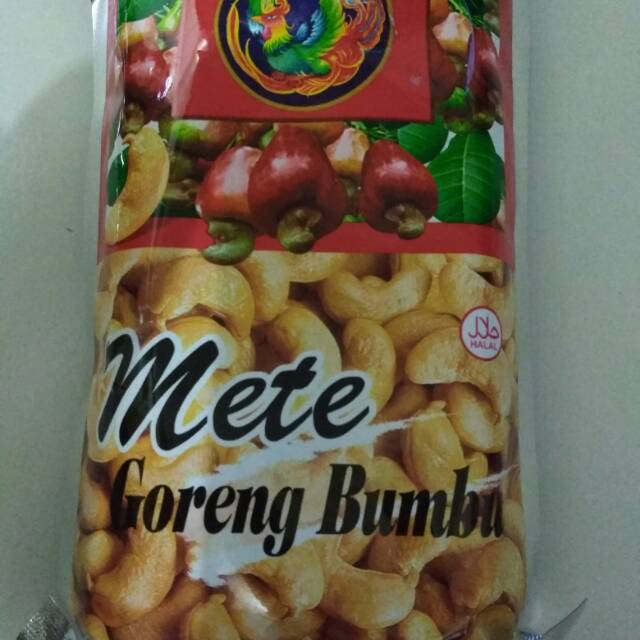 حلال
HALAL
Mete
Goreng Bumbu